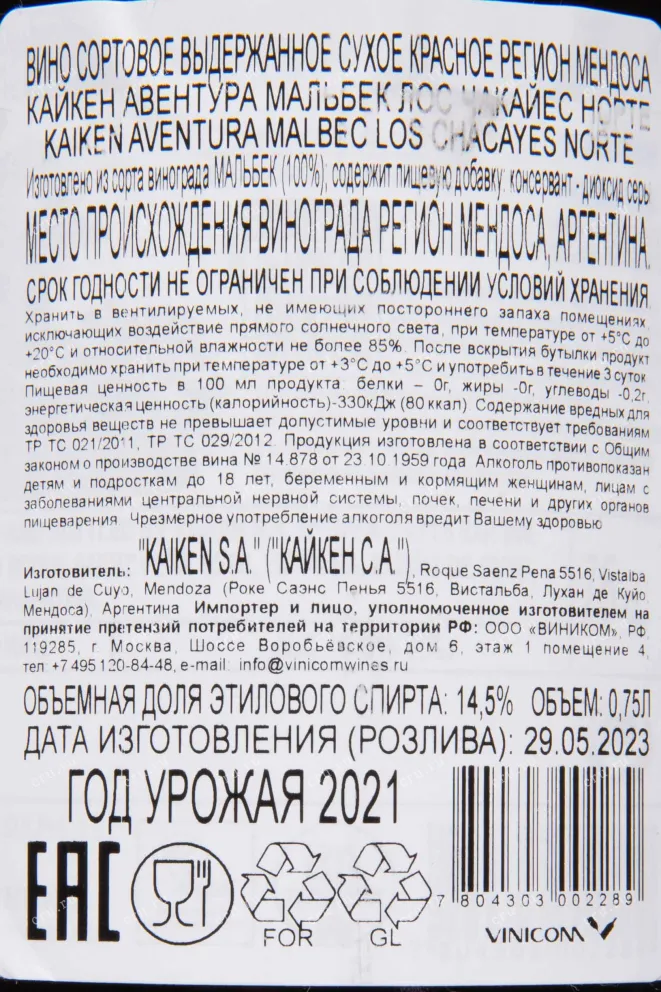 ВИНО СОРТОВОЕ ВЫДЕРЖАННОЕ СУХОЕ КРАСНОЕ РЕГИОН МЕНДОСА
КАЙКЕН АВЕНТУРА МАЛЬБЕК ЛОС ЧАКАЙЕС НОРТЕ
KAIKEN AVENTURA MALBEC LOS CHACAYES NORTE
Изготовлено из сорта винограда МАЛЬБЕК (100%); содержит пищевую добавку: консервант - диоксид серы
МЕСТО ПРОИСХОЖДЕНИЯ ВИНОГРАДА РЕГИОН МЕНДОСА, АРГЕНТИНА.
СРОК ГОДНОСТИ НЕ ОГРАНИЧЕН ПРИ СОБЛЮДЕНИИ УСЛОВИЙ ХРАНЕНИЯ
Хранить в вентилируемых, не имеющих постороннего запаха помещениях,
исключающих воздействие прямого солнечного света, при температуре от +5°С до
+20°С и относительной влажности не более 85%. После вскрытия бутылки продукт
необходимо хранить при температуре от +3°С до +5°С и употребить в течение 3 суток
Пищевая ценность в 100 мл продукта: белки – 0г, жиры -0г, углеводы -0,2г,
энергетическая ценность (калорийность)-330кДж (80 ккал). Содержание вредных для
здоровья веществ не превышает допустимые уровни и соответствует требованиям
ТР ТС 021/2011, ТР ТС 029/2012. Продукция изготовлена в соответствии с Общим
законом о производстве вина № 14.878 от 23.10.1959 года. Алкоголь противопоказан
детям и подросткам до 18 лет, беременным и кормящим женщинам, лицам с
заболеваниями центральной нервной системы, почек, печени и других органов
пищеварения. Чрезмерное употребление алкоголя вредит Вашему здоровью
Изготовитель: "KAIKEN S.A." ("КАЙКЕН С.А."), Roque Saenz Pena 5516, Vistalba
Lujan de Cuyo, Mendoza (Роке Саэнс Пенья 5516, Вистальба, Лухан де Куйо,
Мендоса), Аргентина Импортер и лицо, уполномоченное изготовителем на
принятие претензий потребителей на территории РФ: ООО «ВИНИКОМ», РФ,
119285, г. Москва, Шоссе Воробьёвское, дом 6, этаж 1 помещение 4,
тел. +7 495 120-84-48, e-mail: info@vinicomwines.ru
ОБЪЕМНАЯ ДОЛЯ ЭТИЛОВОГО СПИРТА: 14,5% ОБЪЕМ: 0,75Л
ДАТА ИЗГОТОВЛЕНИЯ (РОЗЛИВА): 29.05.2023
ГОД УРОЖАЯ 2021
EAC
FOR GL
7 804303 002289
VINICOM